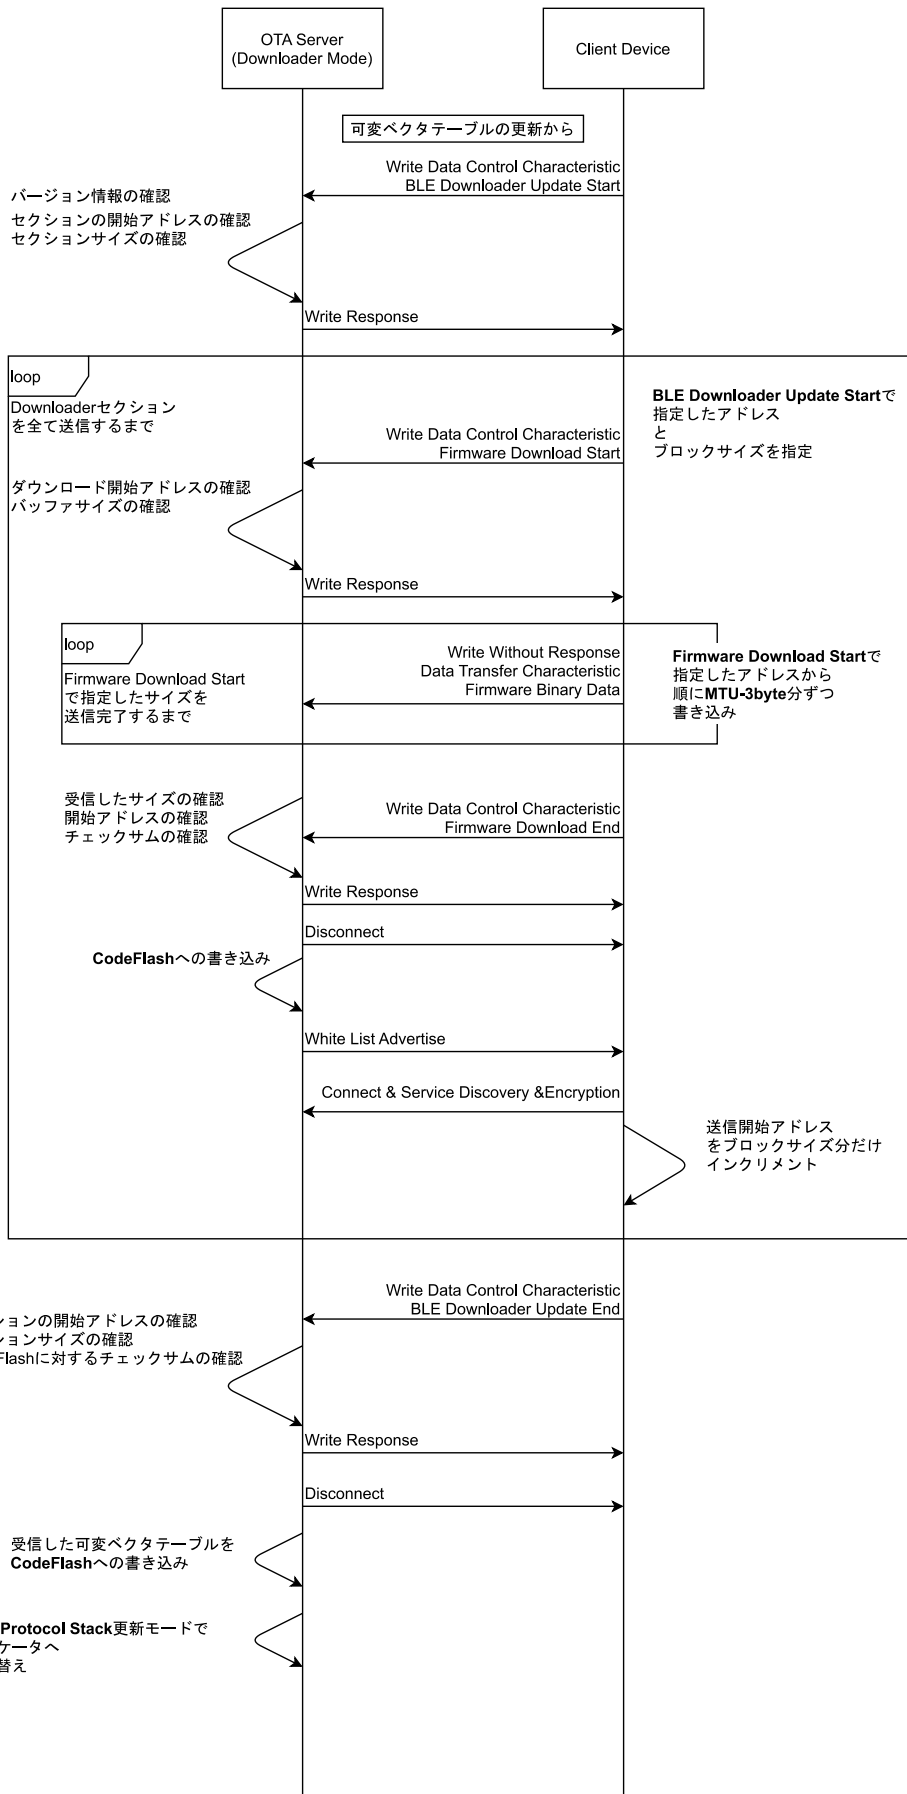 OTA Server
(Downloader Mode)
Client Device
可変ベクタテーブルの更新から
Write Data Control Characteristic
BLE Downloader Update Start
バージョン情報の確認
セクションの開始アドレスの確認
セクションサイズの確認
Write Response
loop
Downloaderセクション
を全て送信するまで
BLE Downloader Update Startで
指定したアドレス
と
ブロックサイズを指定
Write Data Control Characteristic
Firmware Download Start
ダウンロード開始アドレスの確認
バッファサイズの確認
Write Response
loop
Firmware Download Start
で指定したサイズを
送信完了するまで
Write Without Response
Data Transfer Characteristic
Firmware Binary Data
Firmware Download Startで
指定したアドレスから
順にMTU-3byte分ずつ
書き込み
受信したサイズの確認
開始アドレスの確認
チェックサムの確認
Write Data Control Characteristic
Firmware Download End
Write Response
Disconnect
CodeFlashへの書き込み
White List Advertise
Connect & Service Discovery &Encryption
送信開始アドレス
をブロックサイズ分だけ
インクリメント
Write Data Control Characteristic
BLE Downloader Update End
ションの開始アドレスの確認
ションサイズの確認
Flashに対するチェックサムの確認
Write Response
Disconnect
受信した可変ベクタテーブルを
CodeFlashへの書き込み
Protocol Stack更新モードで
ケータへ
替え